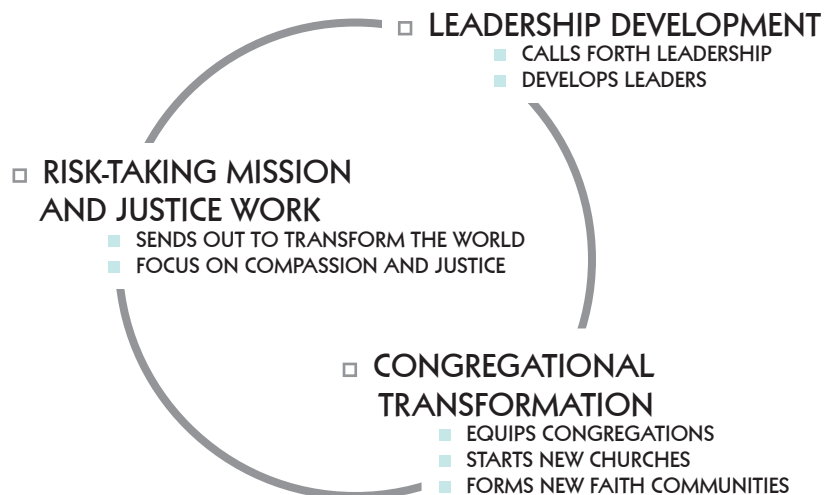 LEADERSHIP DEVELOPMENT
CALLS FORTH LEADERSHIP
DEVELOPS LEADERS
RISK-TAKING MISSION
AND JUSTICE WORK
SENDS OUT TO TRANSFORM THE WORLD
FOCUS ON COMPASSION AND JUSTICE
CONGREGATIONAL
TRANSFORMATION
EQUIPS CONGREGATIONS
STARTS NEW CHURCHES
FORMS NEW FAITH COMMUNITIES